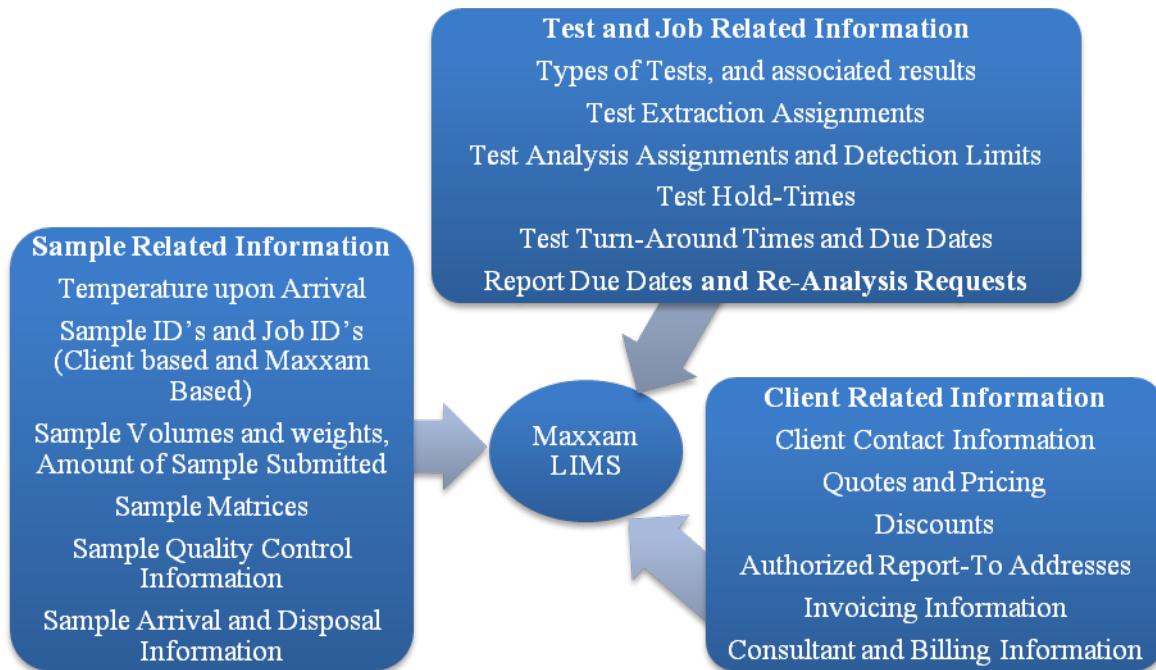 Test and Job Related Information
Types of Tests, and associated results
Test Extraction Assignments
Test Analysis Assignments and Detection Limits
Test Hold-Times
Test Turn-Around Times and Due Dates
Report Due Dates and Re-Analysis Requests
Sample Related Information
Temperature upon Arrival
Sample ID’s and Job ID’s
(Client based and Maxxam
Based)
Sample Volumes and weights,
Amount of Sample Submitted
Sample Matrices
Sample Quality Control
Information
Sample Arrival and Disposal
Information
Maxxam
LIMS
Client Related Information
Client Contact Information
Quotes and Pricing
Discounts
Authorized Report-To Addresses
Invoicing Information
Consultant and Billing Information